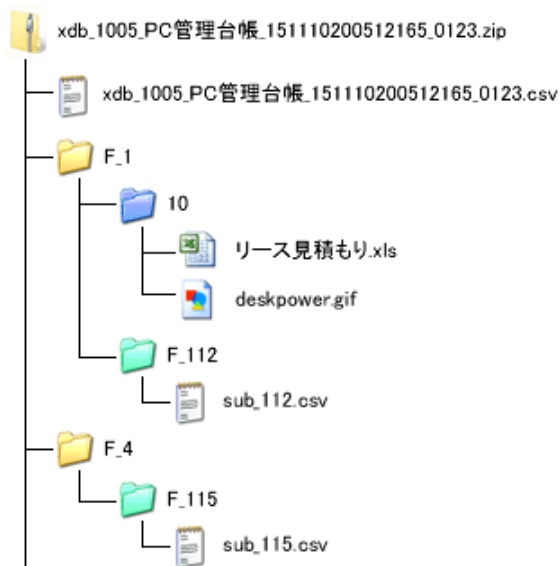 xdb_1005_PC管理台帳_151110200512165_0123.zip
xdb_1005_PC管理台帳_151110200512165_0123.csv
F_1
10
リース見積もり.xls
deskpower.gif
F_112
sub_112.csv
F_4
F_115
sub_115.csv